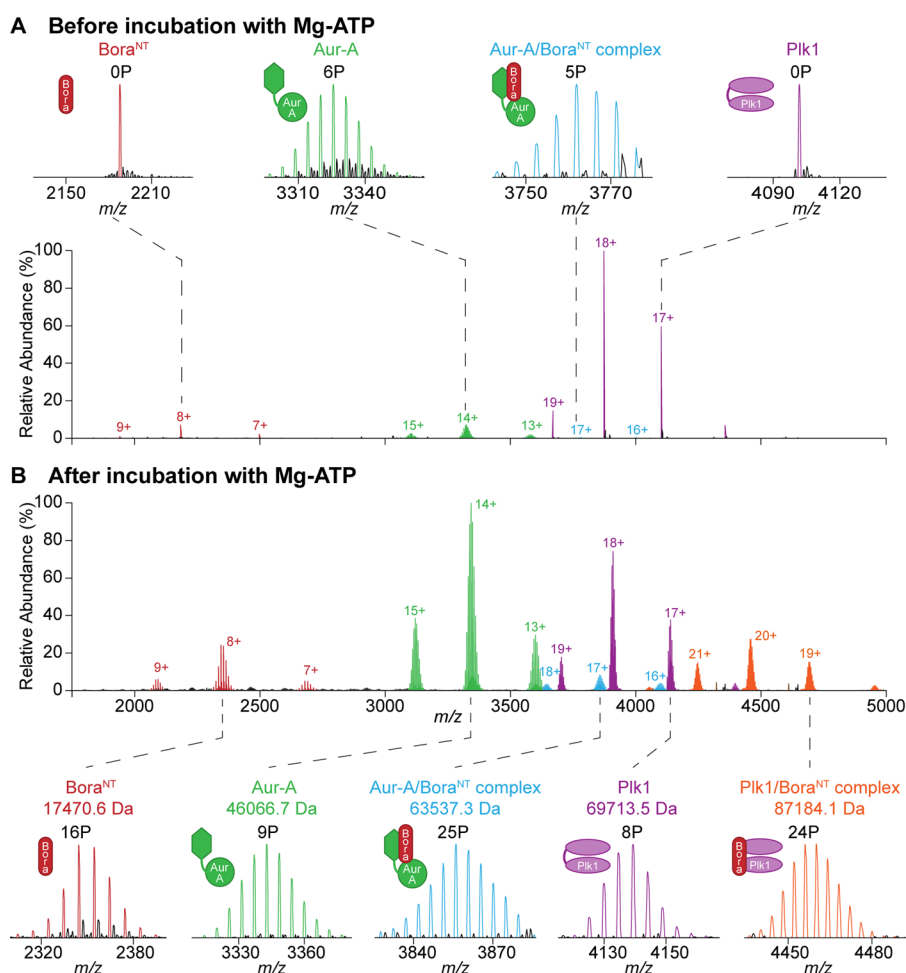 A Before incubation with Mg-ATP
Bora^NT Aur-A Aur-A/Bora^NT complex Plk1
0P 6P 5P 0P
Bora
Aur A
Bora
Aur A
Plk1
2150 2210 3310 3340 3750 3770 4090 4120
m/z m/z m/z m/z
Relative Abundance (%)
100
80
60
40
20
0
9+ 8+ 7+ 15+ 14+ 13+ 19+ 17+ 18+ 16+ 17+
B After incubation with Mg-ATP
Relative Abundance (%)
100
80
60
40
20
0
9+ 8+ 7+ 15+ 14+ 13+ 18+ 19+ 17+ 18+ 16+ 17+ 21+ 20+ 19+
2000 2500 3000 3500 4000 4500 5000
m/z
Bora^NT Aur-A Aur-A/Bora^NT complex Plk1 Plk1/Bora^NT complex
17470.6 Da 46066.7 Da 63537.3 Da 69713.5 Da 87184.1 Da
16P 9P 25P 8P 24P
Bora
Aur A
Bora
Aur A
Plk1
Bora
Plk1
2320 2380 3330 3360 3840 3870 4130 4150 4450 4480
m/z m/z m/z m/z m/z